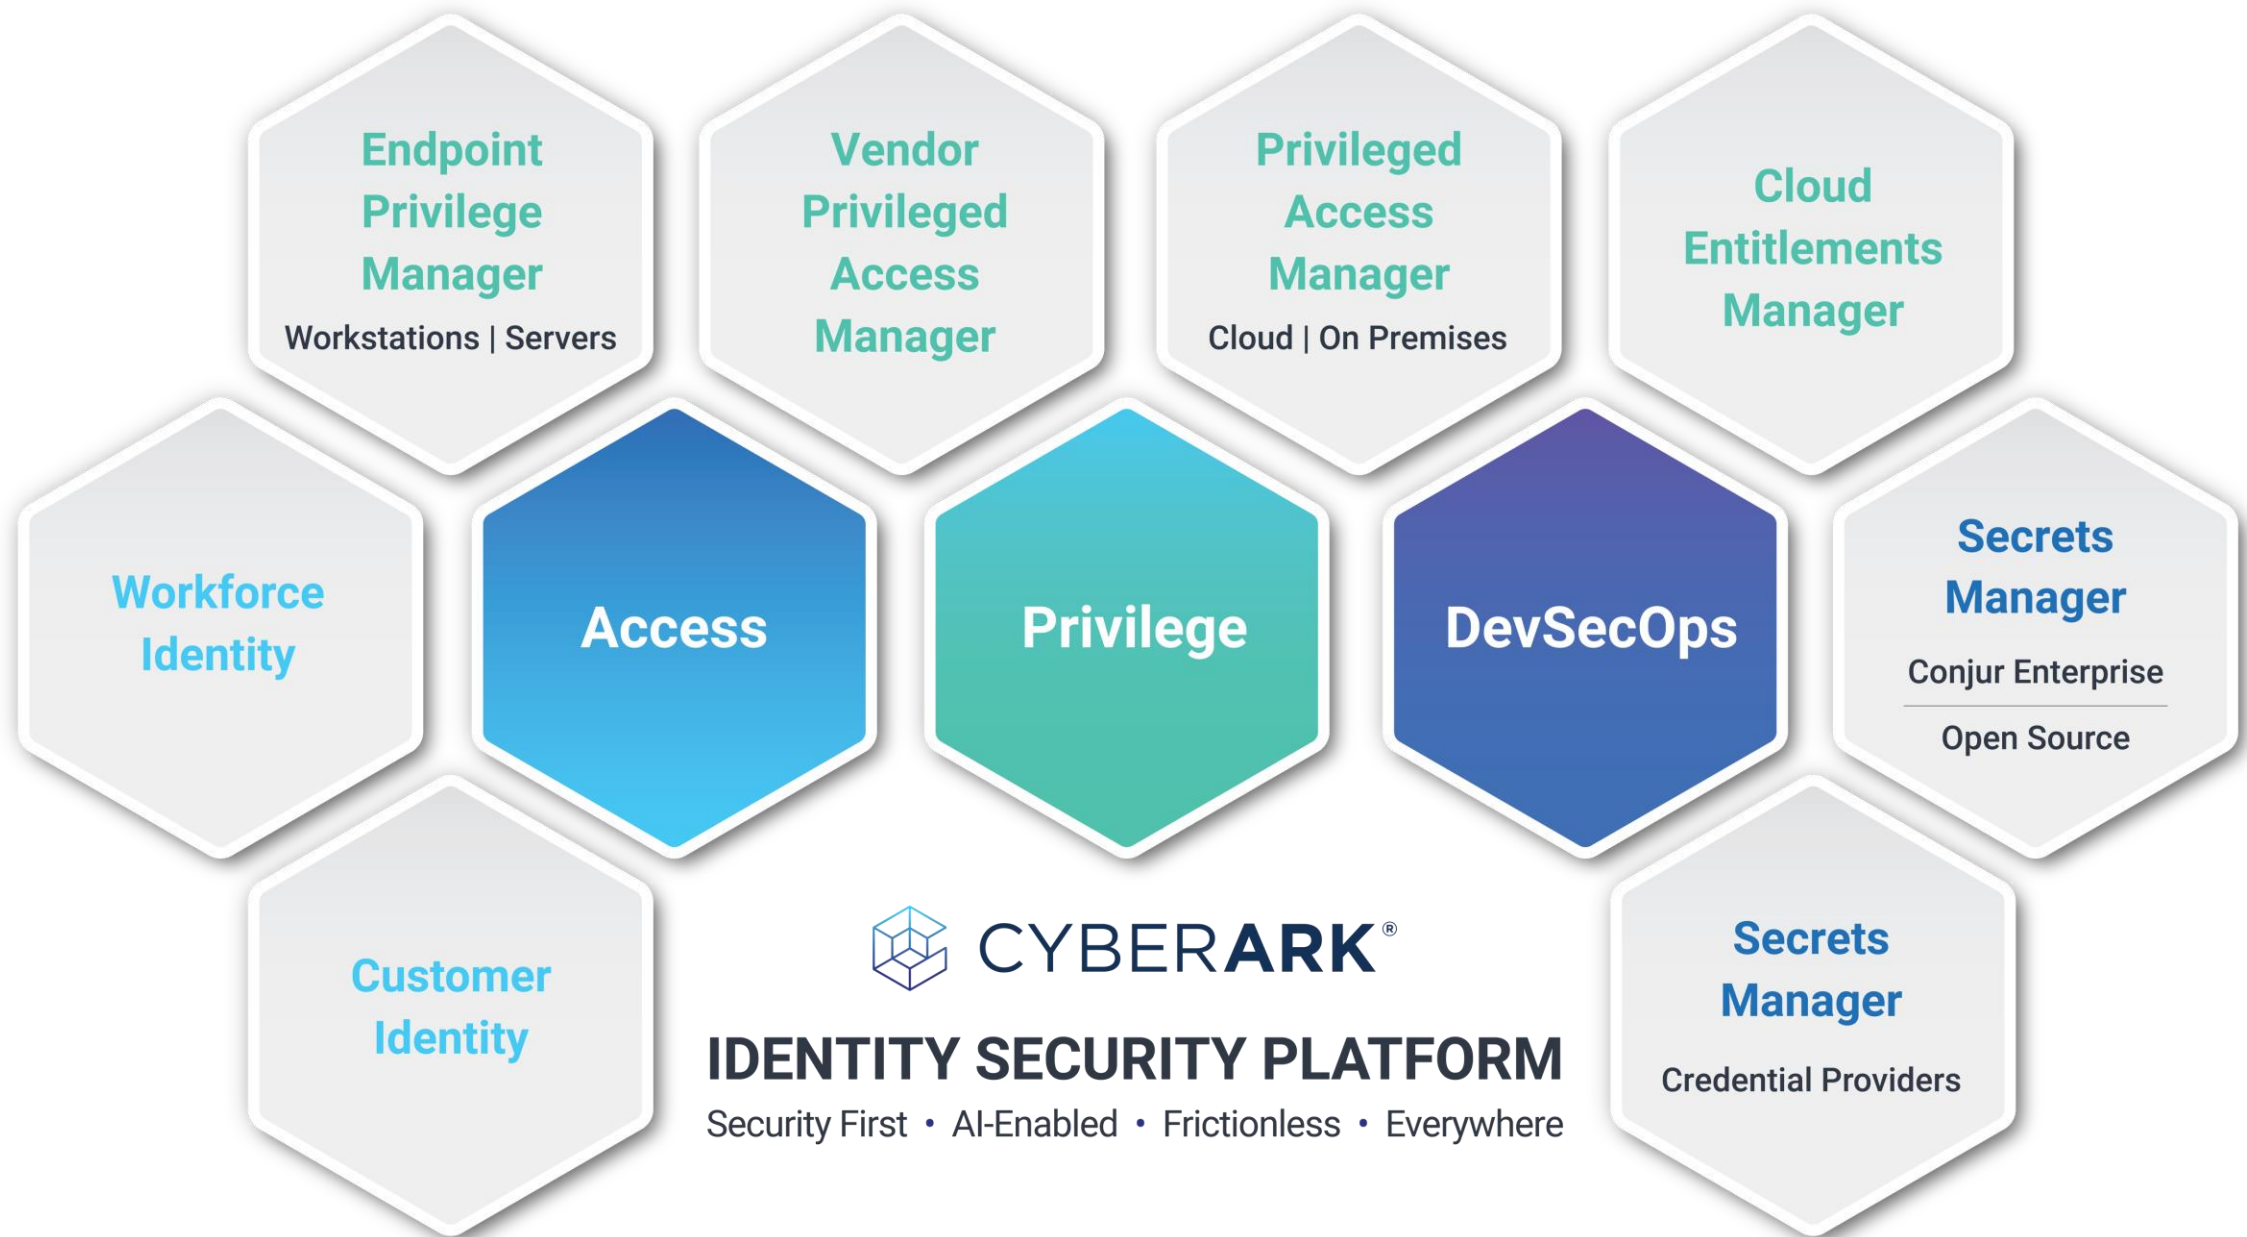 Endpoint
Privilege
Manager
Workstations | Servers
Vendor
Privileged
Access
Manager
Privileged
Access
Manager
Cloud | On Premises
Cloud
Entitlements
Manager
Workforce
Identity
Access
Privilege
DevSecOps
Secrets
Manager
Conjur Enterprise
Open Source
Customer
Identity
CYBERARK®
IDENTITY SECURITY PLATFORM
Security First • AI-Enabled • Frictionless • Everywhere
Secrets
Manager
Credential Providers